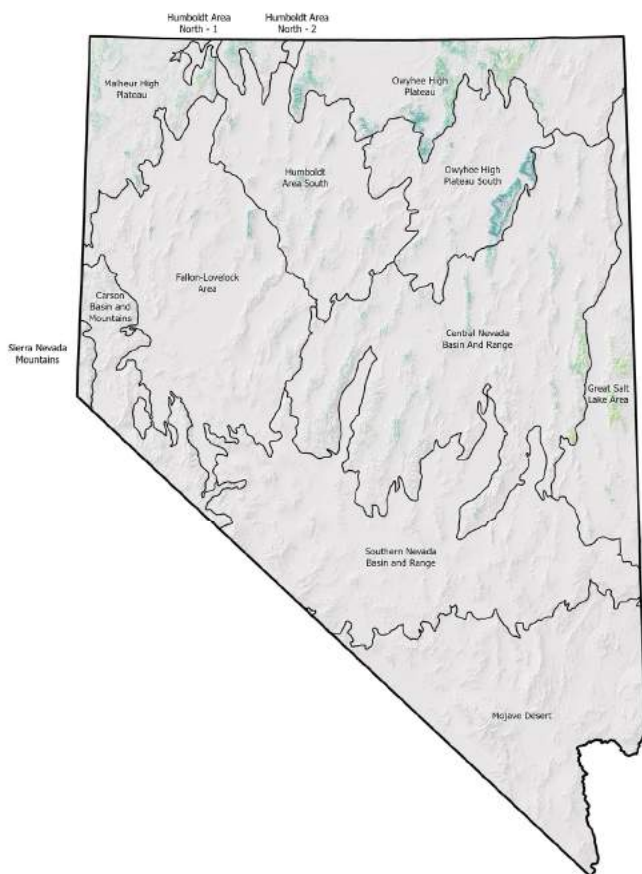 Humboldt Area
North - 1
Humboldt Area
North - 2
Malheur High
Plateau
Owyhee High
Plateau
Humboldt
Area South
Owyhee High
Plateau South
Fallon-Lovelock
Area
Carson
Basin and
Mountains
Sierra Nevada
Mountains
Central Nevada
Basin And Range
Great Salt
Lake Area
Southern Nevada
Basin and Range
Mojave Desert